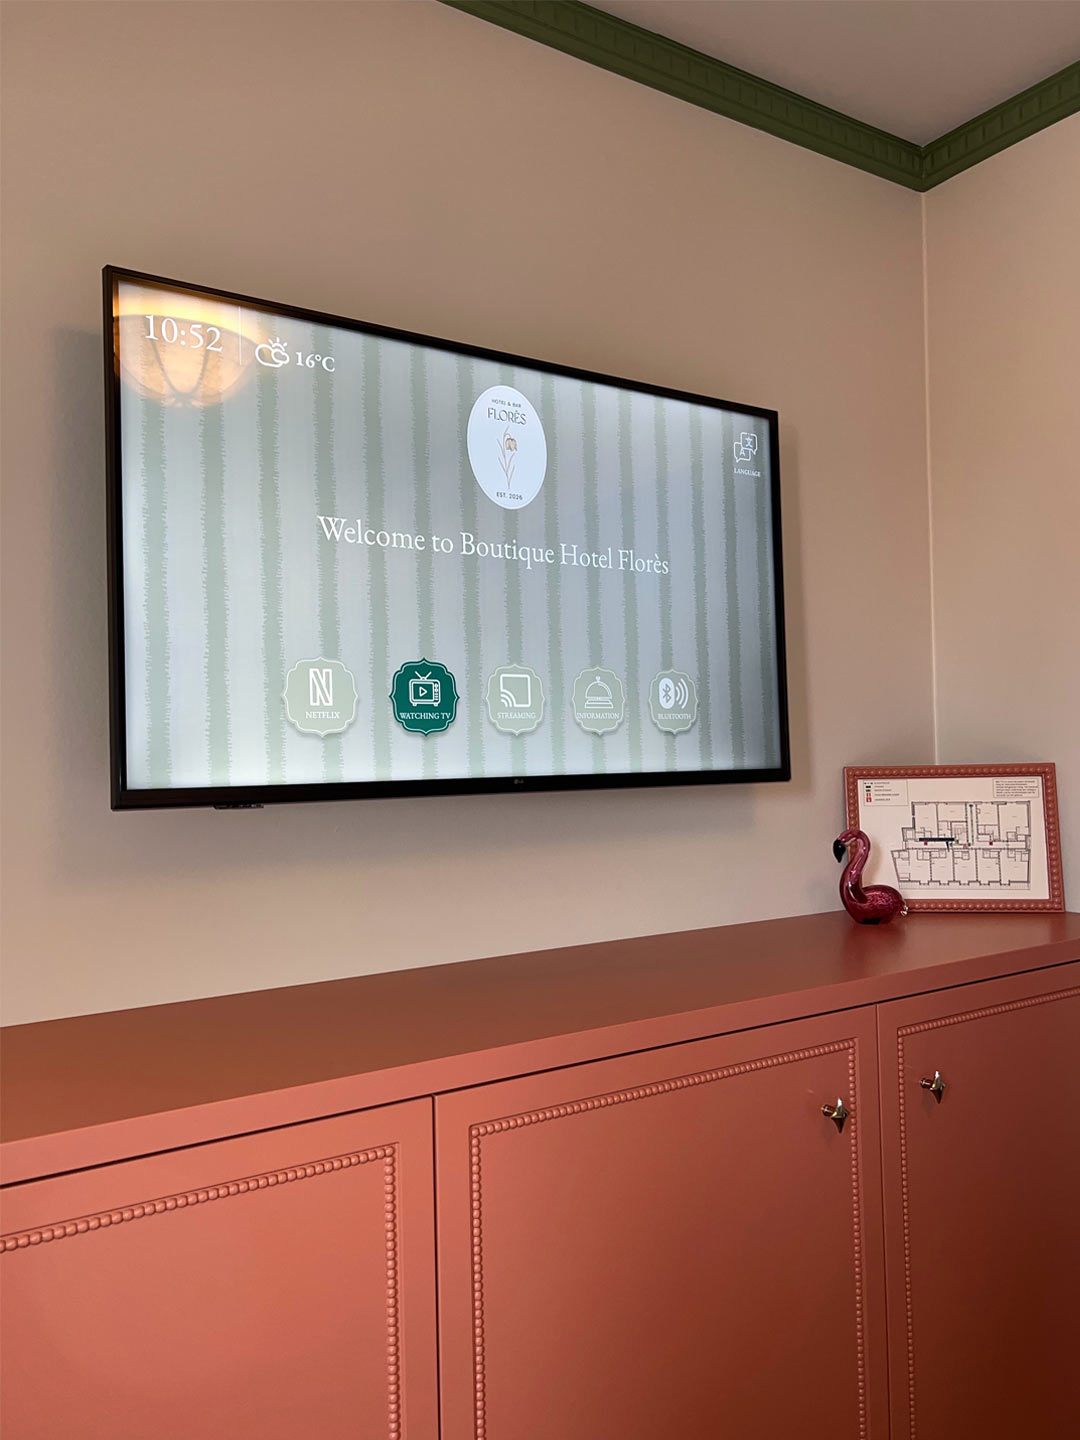 10:52
16°C
HOTEL & BAR
FLORÈS
EST. 2026
LANGUAGE
Welcome to Boutique Hotel Florès
NETFLIX
WATCHING TV
STREAMING
INFORMATION
BLUETOOTH
LG